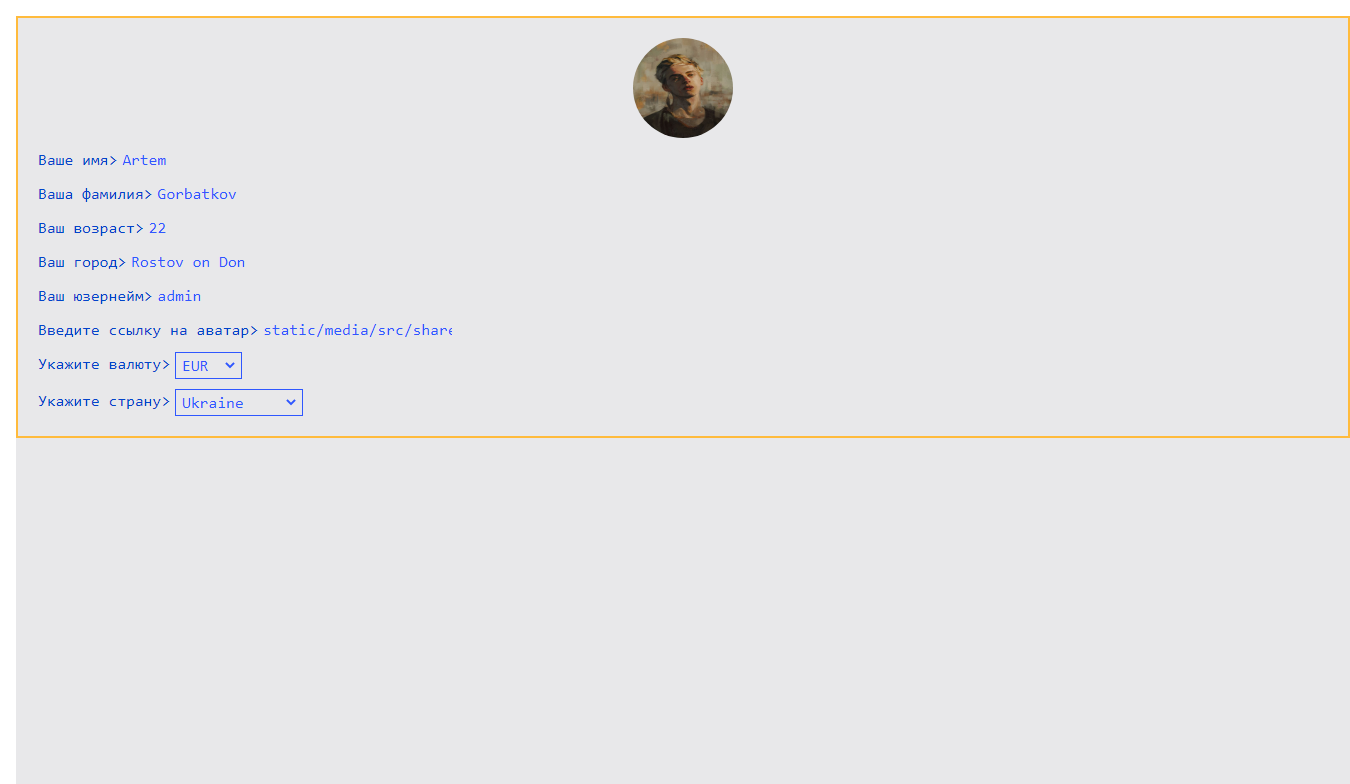 Ваше имя> Artem
Ваша фамилия> Gorbatkov
Ваш возраст> 22
Ваш город> Rostov on Don
Ваш юзернейм> admin
Введите ссылку на аватар> static/media/src/share
Укажите валюту> EUR
Укажите страну> Ukraine